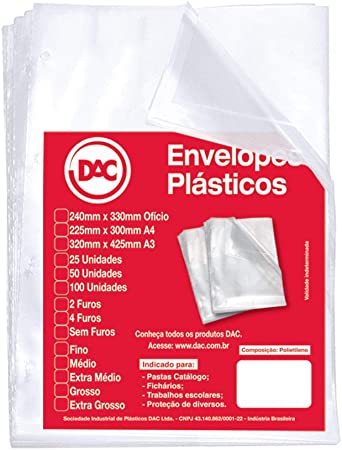 DAC
Envelopes
Plásticos
240mm x 330mm Ofício
225mm x 300mm A4
320mm x 425mm A3
25 Unidades
50 Unidades
100 Unidades
2 Furos
4 Furos
Sem Furos
Fino
Médio
Extra Médio
Grosso
Extra Grosso
Conheça todos os produtos DAC.
Acesse: www.dac.com.br
Indicado para:
- Pastas Catálogo;
- Fichários;
- Trabalhos escolares;
- Proteção de diversos.
Composição: Polietileno
Validade indeterminada
Sociedade Industrial de Plásticos DAC Ltda. - CNPJ 43.140.862/0001-22 - Indústria Brasileira